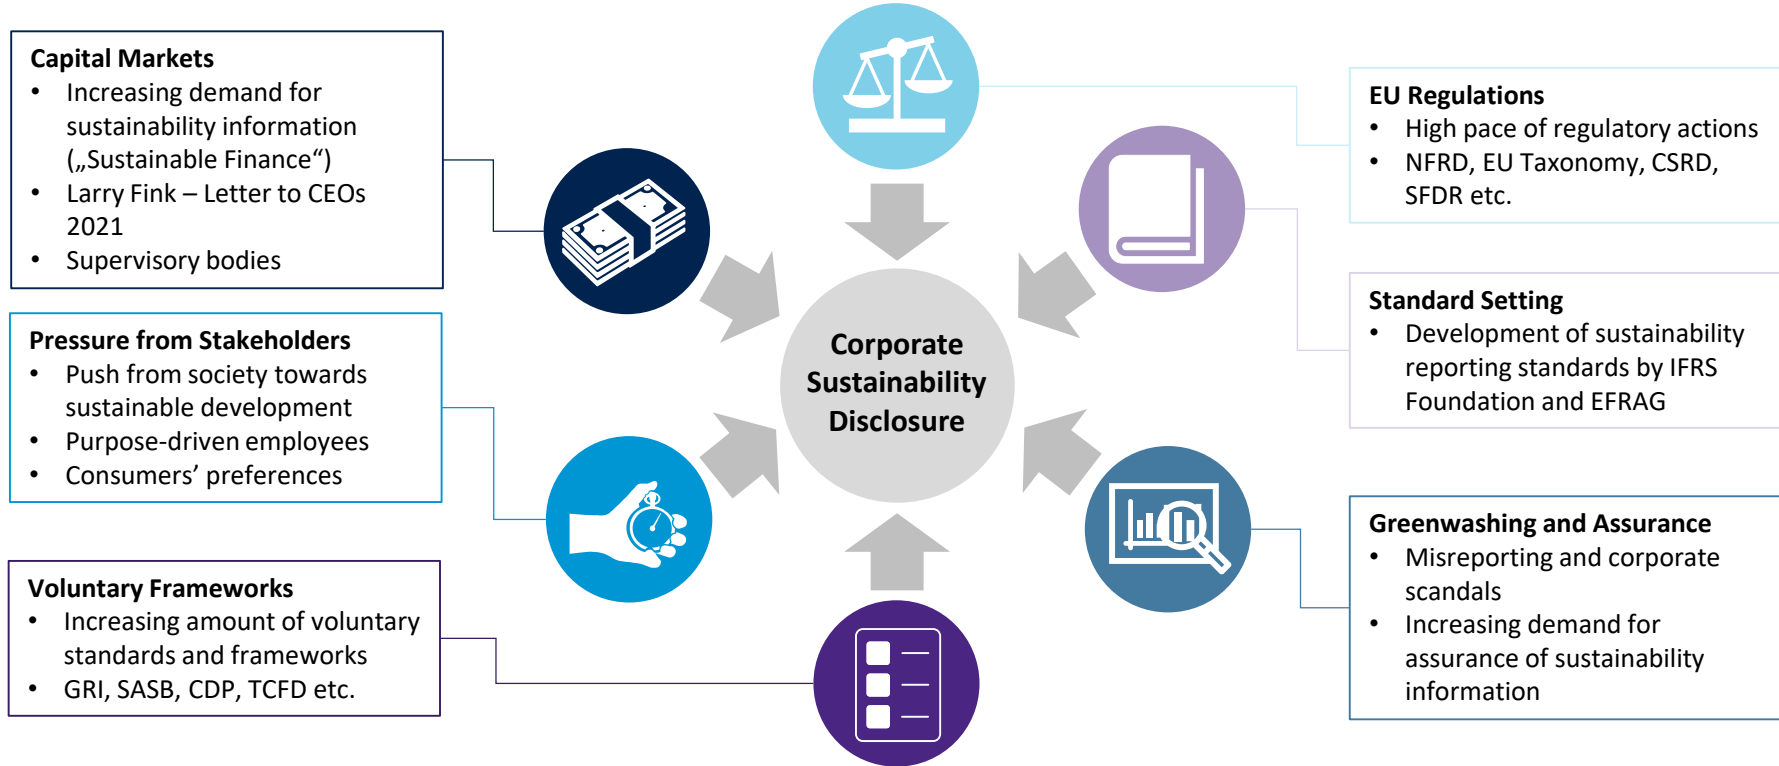 Capital Markets
• Increasing demand for
sustainability information
(„Sustainable Finance“)
• Larry Fink – Letter to CEOs
2021
• Supervisory bodies
Pressure from Stakeholders
• Push from society towards
sustainable development
• Purpose-driven employees
• Consumers’ preferences
Voluntary Frameworks
• Increasing amount of voluntary
standards and frameworks
• GRI, SASB, CDP, TCFD etc.
Corporate
Sustainability
Disclosure
EU Regulations
• High pace of regulatory actions
• NFRD, EU Taxonomy, CSRD,
SFDR etc.
Standard Setting
• Development of sustainability
reporting standards by IFRS
Foundation and EFRAG
Greenwashing and Assurance
• Misreporting and corporate
scandals
• Increasing demand for
assurance of sustainability
information